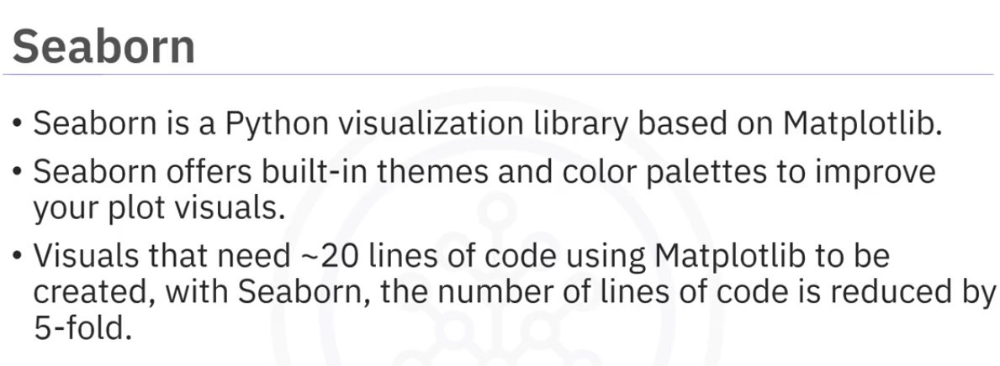 Seaborn
• Seaborn is a Python visualization library based on Matplotlib.
• Seaborn offers built-in themes and color palettes to improve
your plot visuals.
• Visuals that need ~20 lines of code using Matplotlib to be
created, with Seaborn, the number of lines of code is reduced by
5-fold.